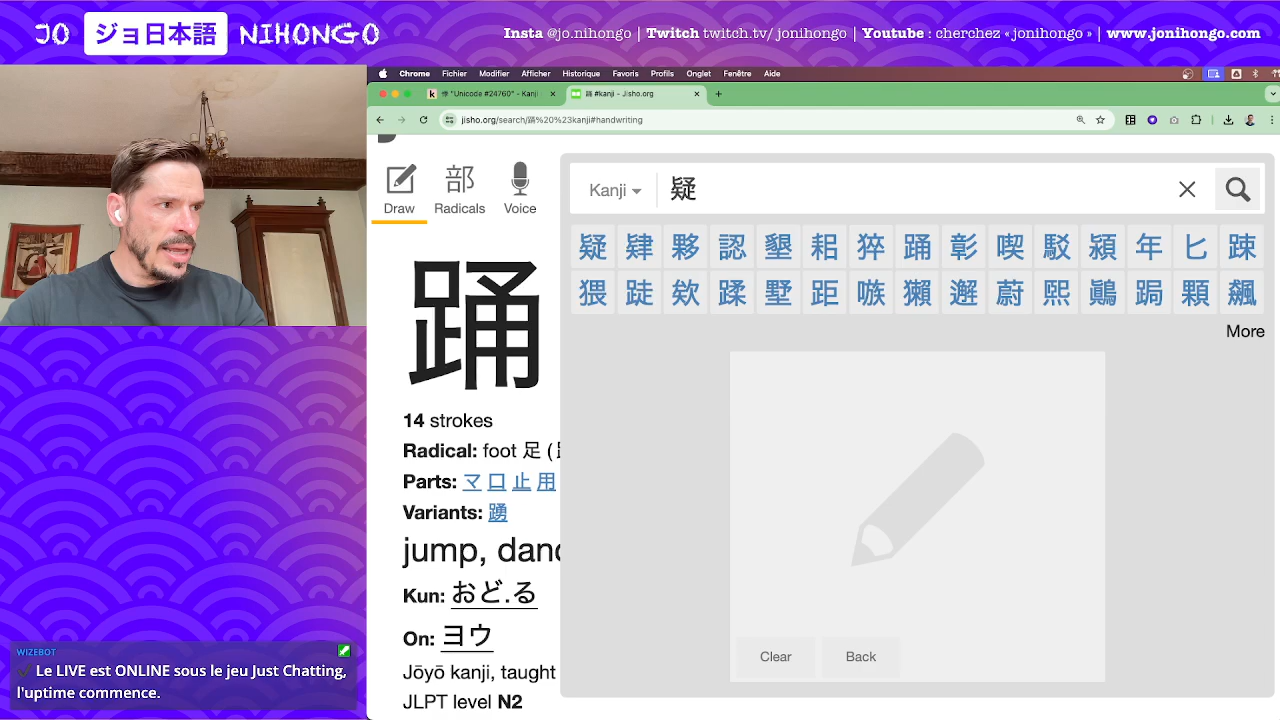 JO ジョ日本語 NIHONGO
Insta @jo.nihongo | Twitch twitch.tv/ jonihongo | Youtube : cherchez « jonihongo » | www.jonihongo.com
Chrome Fichier Modifier Afficher Historique Favoris Profils Onglet Fenêtre Aide
"Unicode #24760" - Kanji
踊 #kanji - Jisho.org
jisho.org/search/踊%20%23kanji#handwriting
Draw Radicals Voice
Kanji 疑
疑 肄 夥 認 墾 耜 猝 踊 彰 喫 駁 潁 年 匕 踈
猥 跿 欸 蹂 墅 距 嗾 獺 邂 蔚 熙 鷏 跼 顆 飆
More
踊
14 strokes
Radical: foot 足 (
Parts: マ 口 止 用
Variants: 踴
jump, danc
Kun: おど.る
On: ヨウ
Jōyō kanji, taught
JLPT level N2
Clear Back
WIZEBOT
Le LIVE est ONLINE sous le jeu Just Chatting,
l'uptime commence.